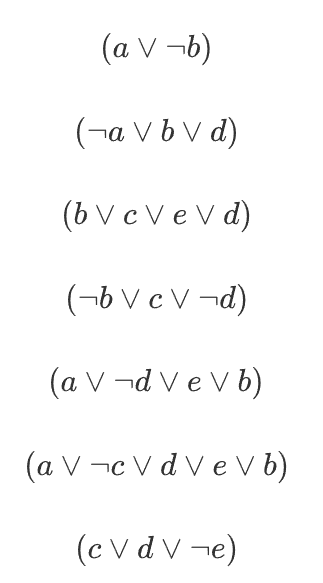 (a ∨ ¬b)
(¬a ∨ b ∨ d)
(b ∨ c ∨ e ∨ d)
(¬b ∨ c ∨ ¬d)
(a ∨ ¬d ∨ e ∨ b)
(a ∨ ¬c ∨ d ∨ e ∨ b)
(c ∨ d ∨ ¬e)